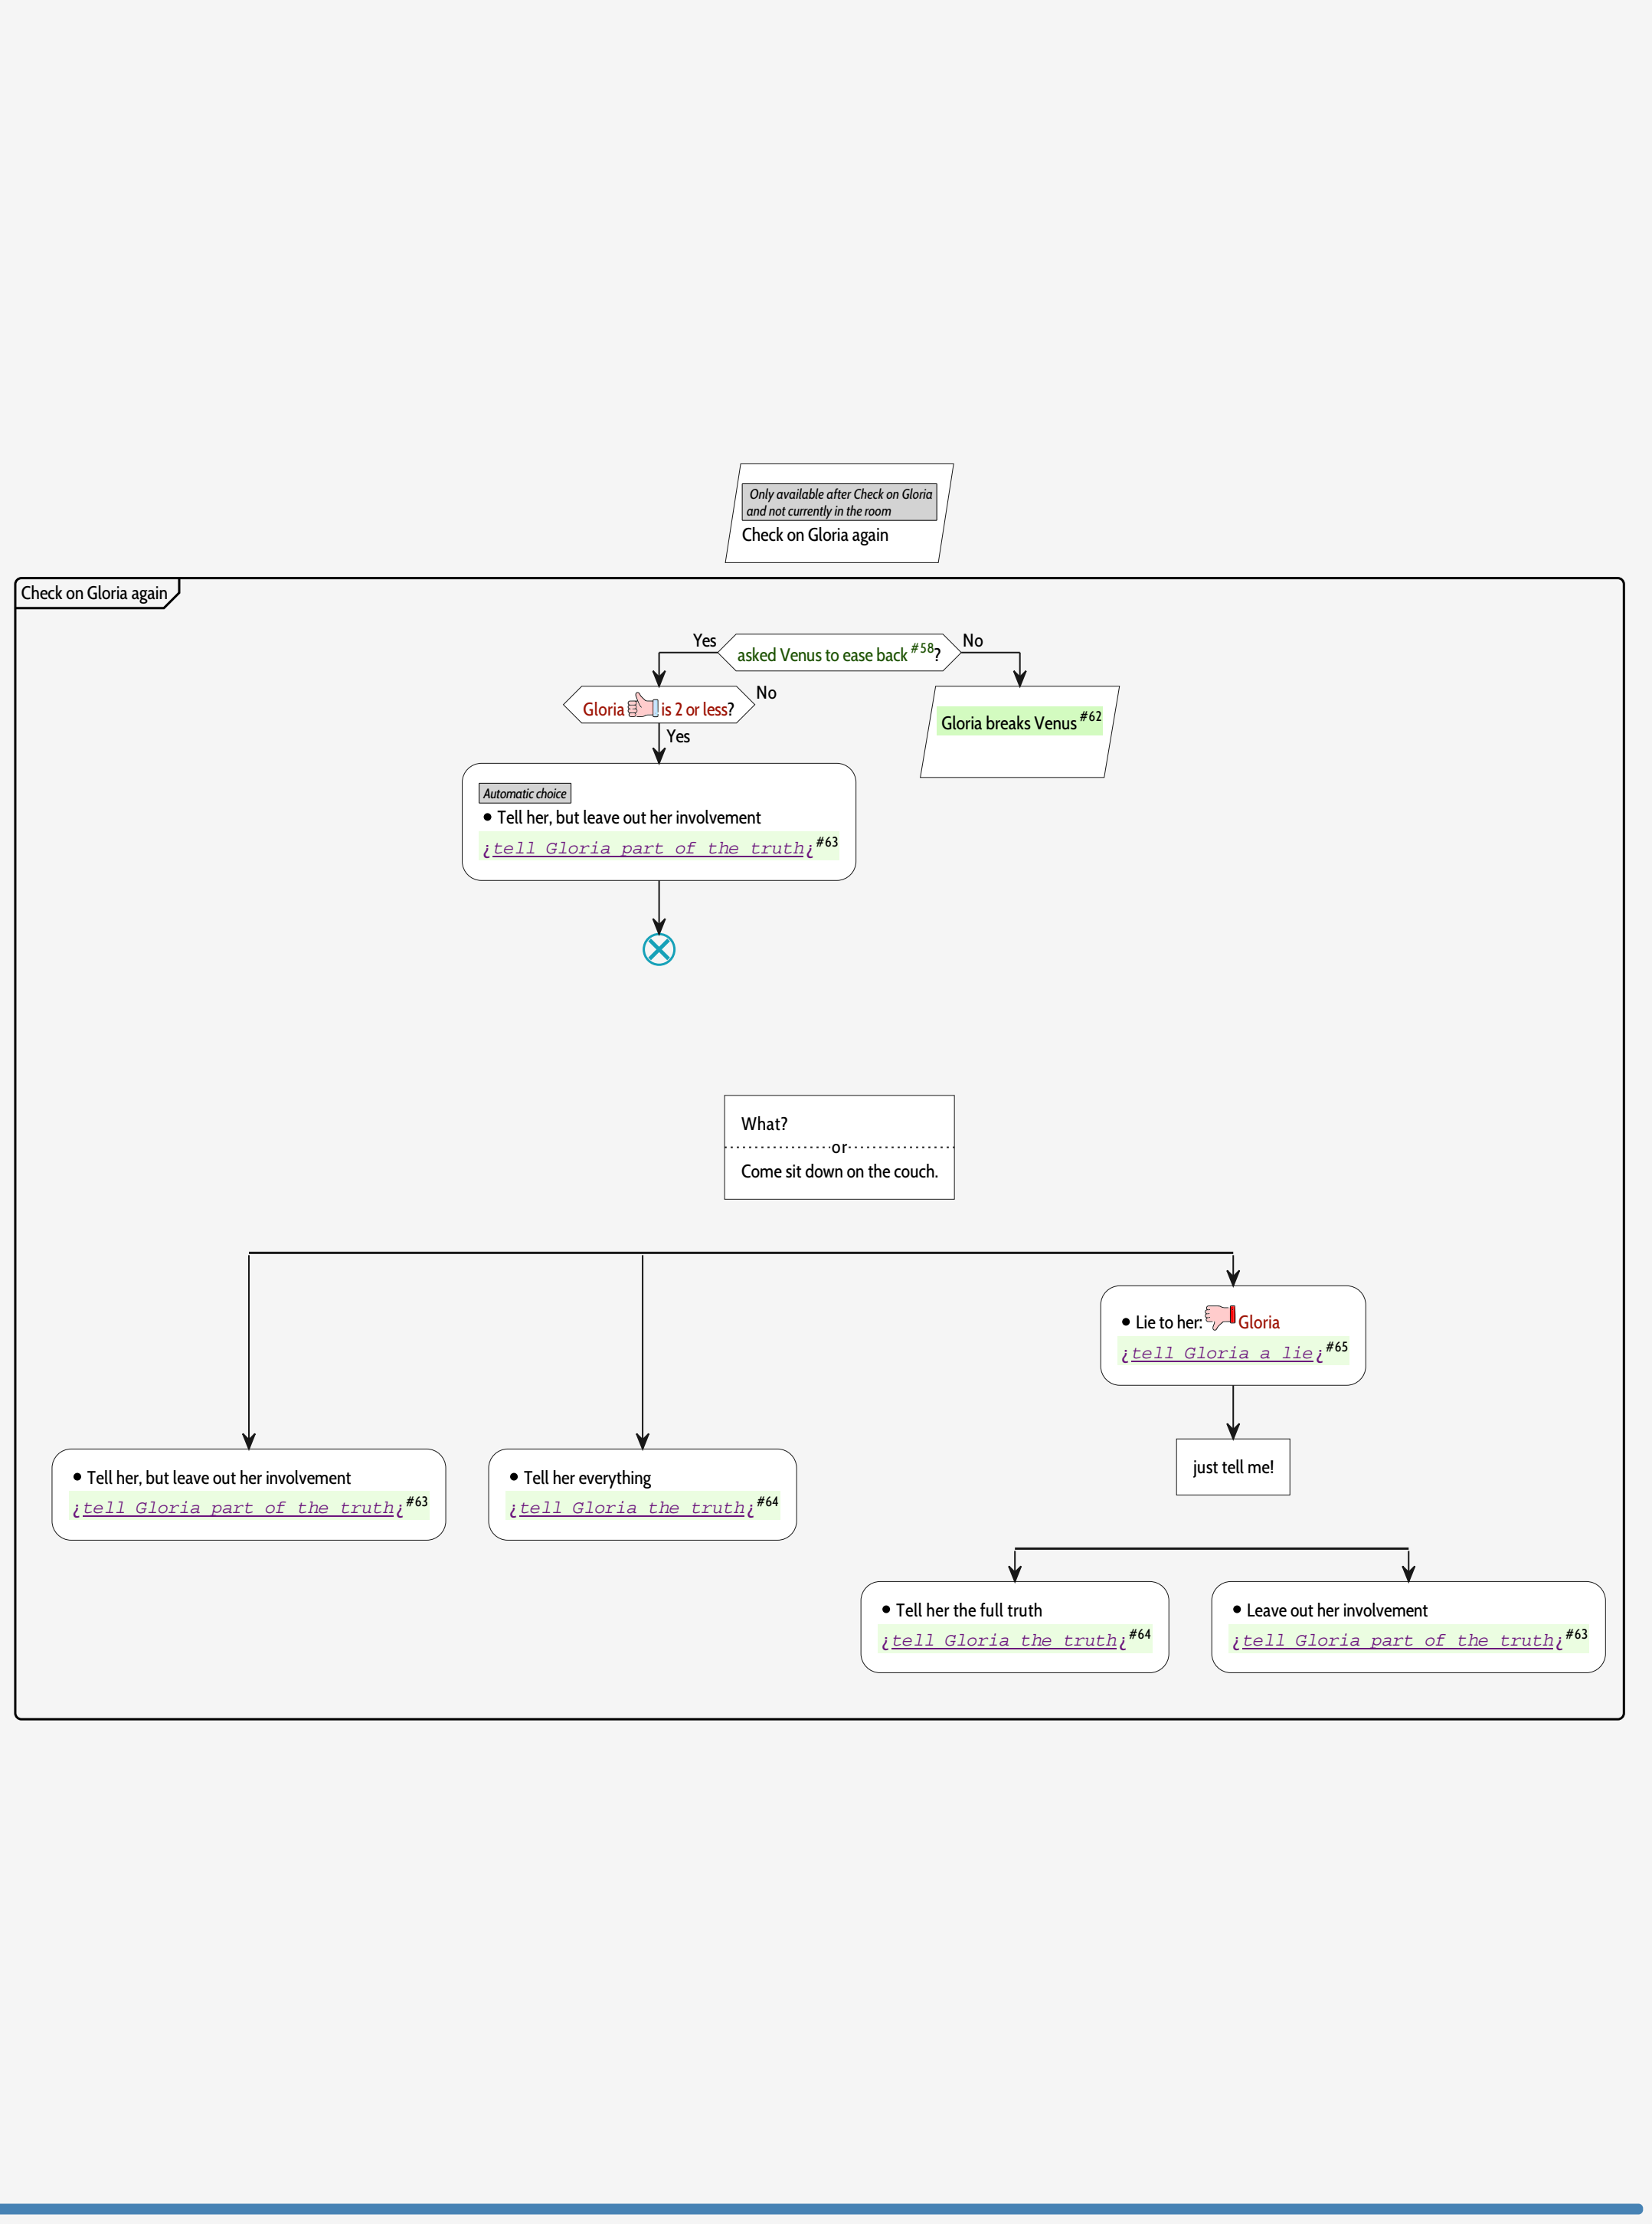 Only available after Check on Gloria
and not currently in the room
Check on Gloria again
Check on Gloria again
Yes
asked Venus to ease back #58?
No
Gloria is 2 or less?
No
Yes
Gloria breaks Venus #62
Automatic choice
• Tell her, but leave out her involvement
¿tell Gloria part of the truth¿#63
What?
or
Come sit down on the couch.
• Lie to her: Gloria
¿tell Gloria a lie¿#65
just tell me!
• Tell her, but leave out her involvement
¿tell Gloria part of the truth¿#63
• Tell her everything
¿tell Gloria the truth¿#64
• Tell her the full truth
¿tell Gloria the truth¿#64
• Leave out her involvement
¿tell Gloria part of the truth¿#63